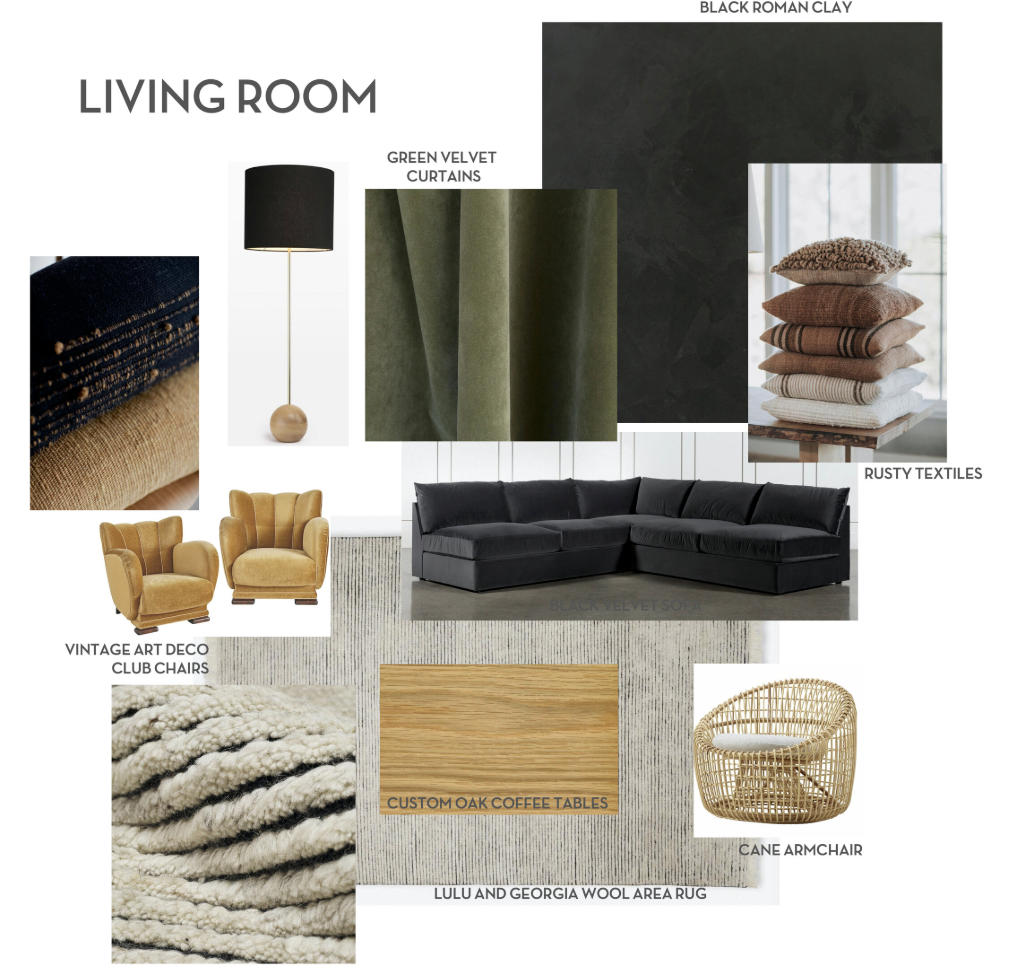 BLACK ROMAN CLAY
LIVING ROOM
GREEN VELVET
CURTAINS
RUSTY TEXTILES
BLACK VELVET SOFA
VINTAGE ART DECO
CLUB CHAIRS
CUSTOM OAK COFFEE TABLES
CANE ARMCHAIR
LULU AND GEORGIA WOOL AREA RUG